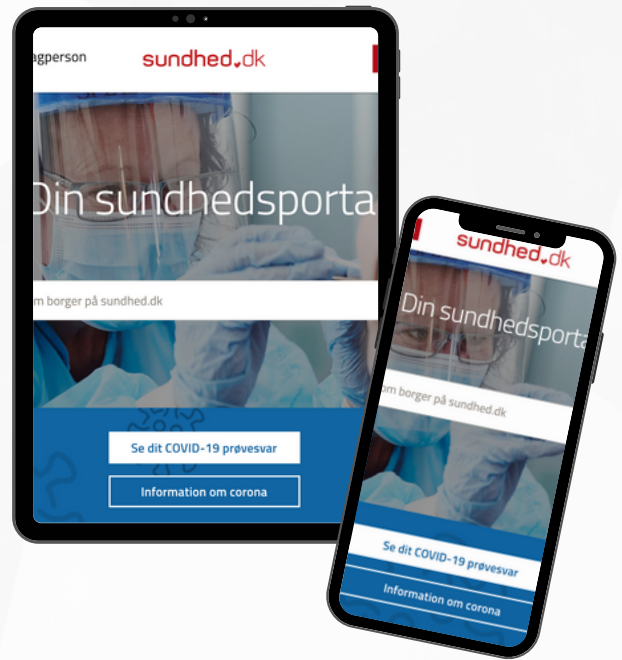 agperson
sundhed.dk
Din sundhedsporta
m borger på sundhed.dk
Se dit COVID-19 prøvesvar
Information om corona
sundhed.dk
Din sundhedsporta
om borger på sundhed.dk
Se dit COVID-19 prøvesvar
Information om corona